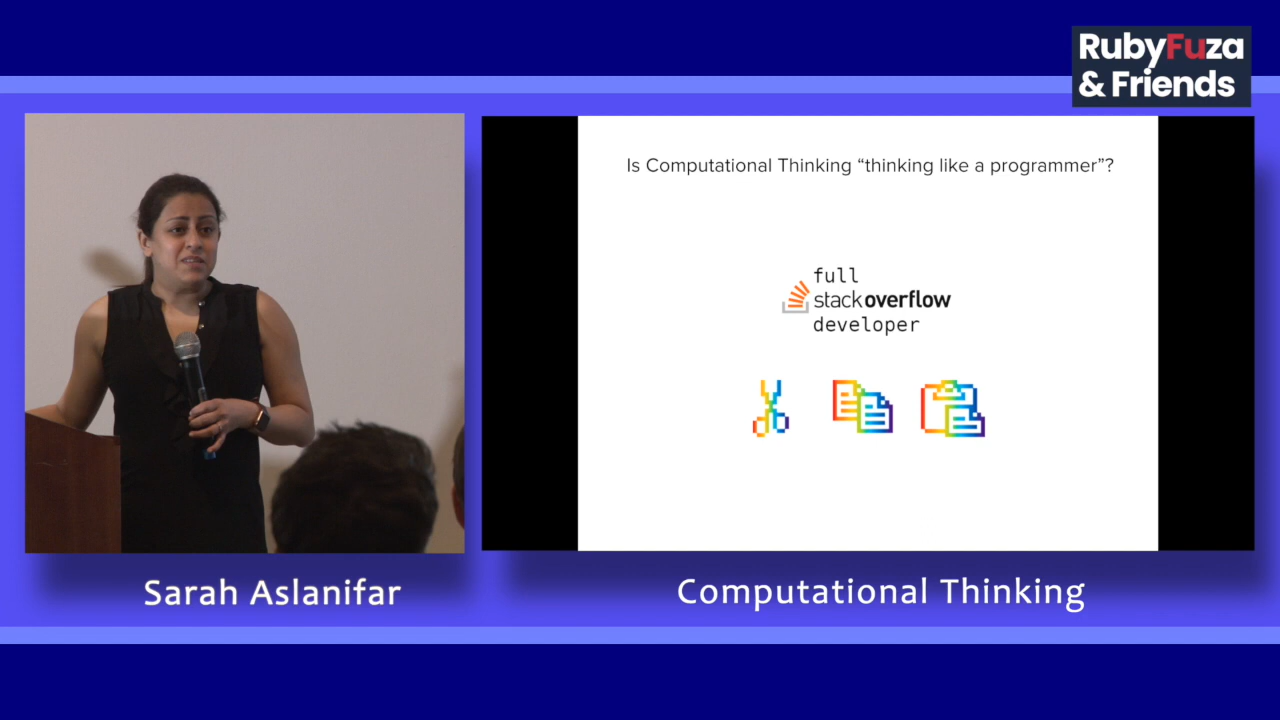 RubyFuza
& Friends
Is Computational Thinking “thinking like a programmer”?
full
stackoverflow
developer
Sarah Aslanifar
Computational Thinking